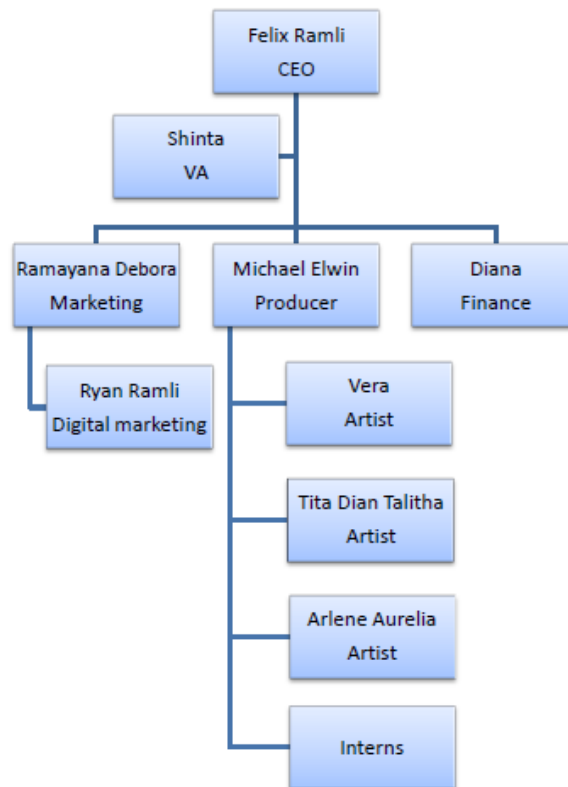 Felix Ramli
CEO
Shinta
VA
Ramayana Debora
Marketing
Michael Elwin
Producer
Diana
Finance
Ryan Ramli
Digital marketing
Vera
Artist
Tita Dian Talitha
Artist
Arlene Aurelia
Artist
Interns